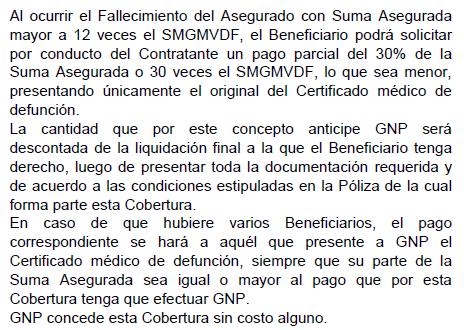 Al ocurrir el Fallecimiento del Asegurado con Suma Asegurada
mayor a 12 veces el SMGMVDF, el Beneficiario podrá solicitar
por conducto del Contratante un pago parcial del 30% de la
Suma Asegurada o 30 veces el SMGMVDF, lo que sea menor,
presentando únicamente el original del Certificado médico de
defunción.
La cantidad que por este concepto anticipe GNP será
descontada de la liquidación final a la que el Beneficiario tenga
derecho, luego de presentar toda la documentación requerida y
de acuerdo a las condiciones estipuladas en la Póliza de la cual
forma parte esta Cobertura.
En caso de que hubiere varios Beneficiarios, el pago
correspondiente se hará a aquél que presente a GNP el
Certificado médico de defunción, siempre que su parte de la
Suma Asegurada sea igual o mayor al pago que por esta
Cobertura tenga que efectuar GNP.
GNP concede esta Cobertura sin costo alguno.